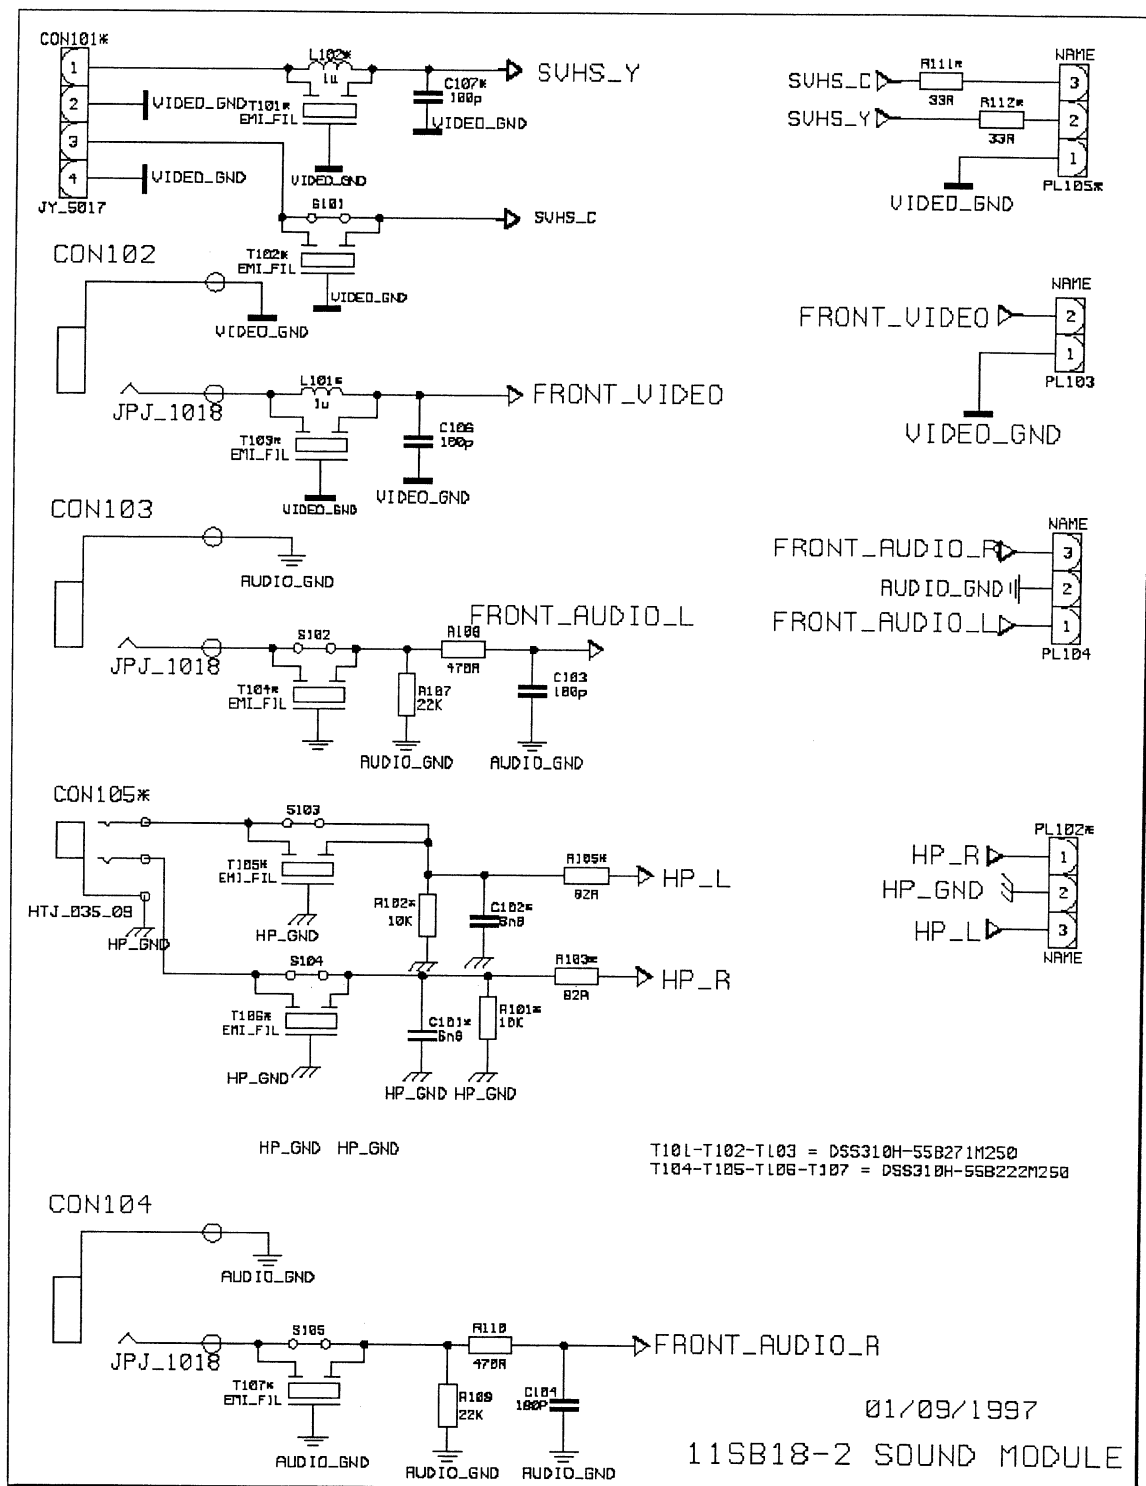 CON101*
1
2
3
4
JY_5017
VIDEO_GND
VIDEO_GND
L102*
1u
T101*
EMI_FIL
VIDEO_GND
C107*
100p
VIDEO_GND
SVHS_Y
S101
T102*
EMI_FIL
VIDEO_GND
SVHS_C
SVHS_C
R111*
33R
SVHS_Y
R112*
33R
NAME
3
2
1
PL105*
VIDEO_GND
CON102
VIDEO_GND
JPJ_1018
L101*
1u
T103*
EMI_FIL
VIDEO_GND
C106
100p
VIDEO_GND
FRONT_VIDEO
FRONT_VIDEO
NAME
2
1
PL103
VIDEO_GND
CON103
AUDIO_GND
JPJ_1018
S102
T104*
EMI_FIL
R107
22K
AUDIO_GND
R108
470R
C103
100p
AUDIO_GND
FRONT_AUDIO_L
FRONT_AUDIO_R
AUDIO_GND
FRONT_AUDIO_L
NAME
3
2
1
PL104
CON105*
HTJ_035_09
HP_GND
S103
T105*
EMI_FIL
HP_GND
R102*
10K
C102*
6n8
R105*
82R
HP_L
S104
T106*
EMI_FIL
HP_GND
C101*
6n8
HP_GND
R101*
10K
HP_GND
R103*
82R
HP_R
HP_R
HP_GND
HP_L
PL102*
1
2
3
NAME
HP_GND HP_GND
T101-T102-T103 = DSS310H-55B271M250
T104-T105-T106-T107 = DSS310H-55B222M250
CON104
AUDIO_GND
JPJ_1018
S105
T107*
EMI_FIL
AUDIO_GND
R109
22K
AUDIO_GND
R110
470R
C104
100P
AUDIO_GND
FRONT_AUDIO_R
01/09/1997
11SB18-2 SOUND MODULE